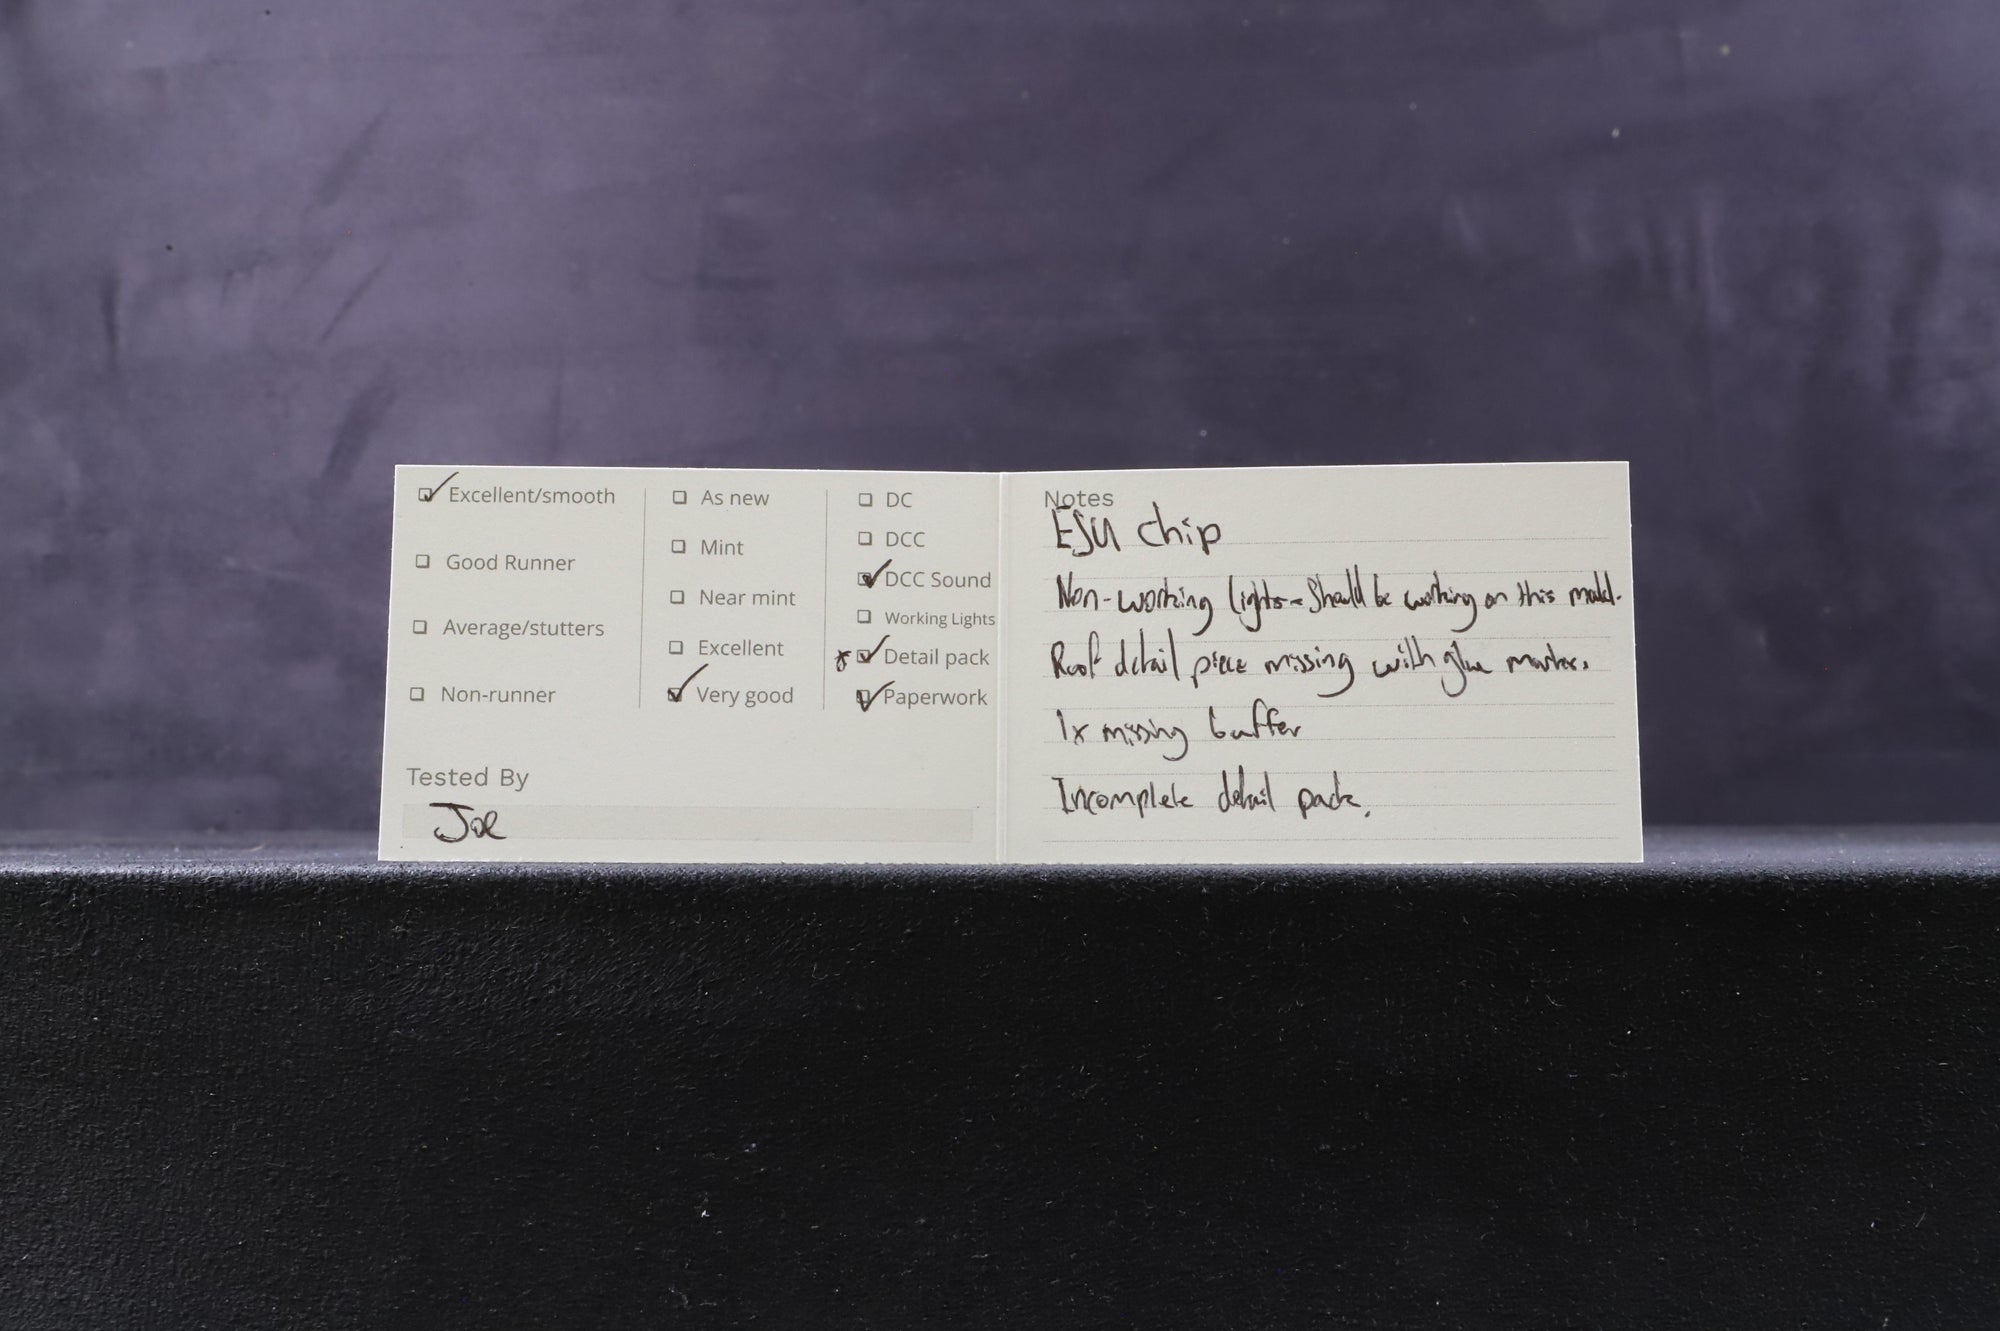 Excellent/smooth
Good Runner
Average/stutters
Non-runner
As new
Mint
Near mint
Excellent
Very good
DC
DCC
DCC Sound
Working Lights
* Detail pack
Paperwork
Tested By
Joe
Notes
ESU chip
Non-working lights - Should be working on this model.
Roof detail piece missing with glue marks.
1x missing buffer
Incomplete detail pack.